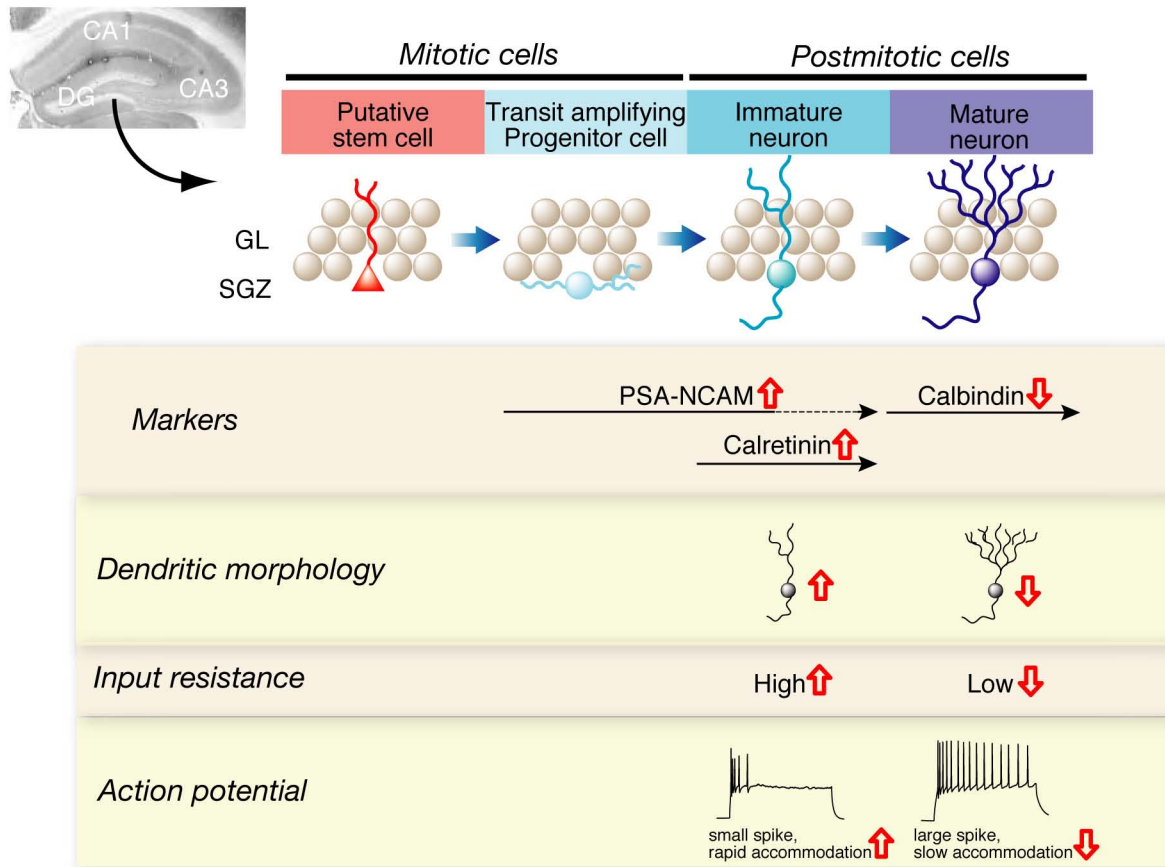 CA1
CA3
DG
Mitotic cells
Postmitotic cells
Putative
stem cell
Transit amplifying
Progenitor cell
Immature
neuron
Mature
neuron
GL
SGZ
Markers
PSA-NCAM
Calbindin
Calretinin
Dendritic morphology
Input resistance
High
Low
Action potential
small spike,
rapid accommodation
large spike,
slow accommodation